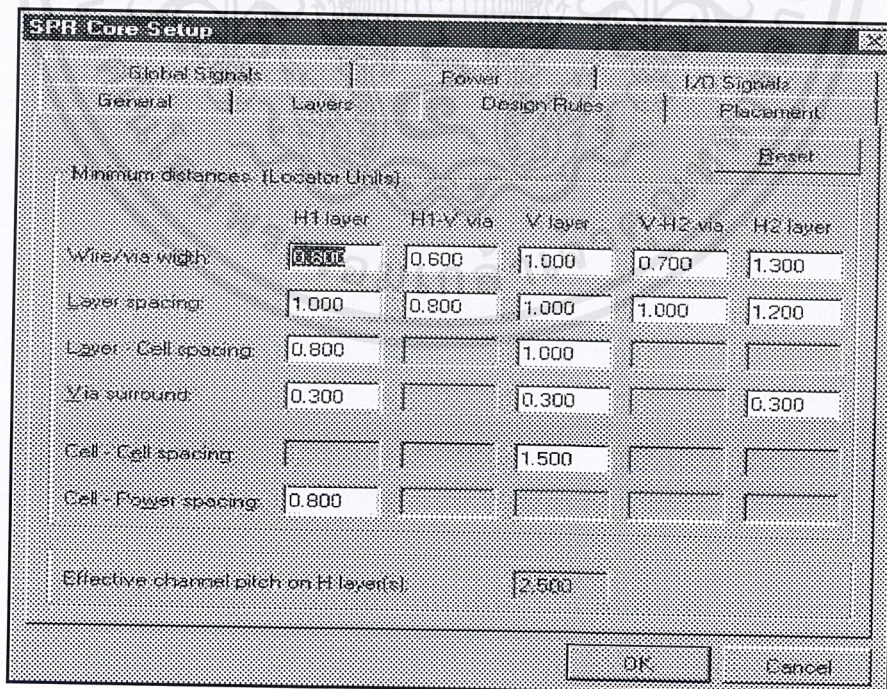 SPR Core Setup
Global Signals Power I/O Signals
General Layers Design Rules Placement
Reset
Minimum distances (Locator Units)
H1 layer H1-V via V layer V-H2 via H2 layer
Wire/via width: 0.800 0.600 1.000 0.700 1.300
Layer spacing: 1.000 0.800 1.000 1.000 1.200
Layer - Cell spacing: 0.800 1.000
Via surround: 0.300 0.300 0.300
Cell - Cell spacing: 1.500
Cell - Power spacing: 0.800
Effective channel pitch on H layer(s): 2.500
OK Cancel